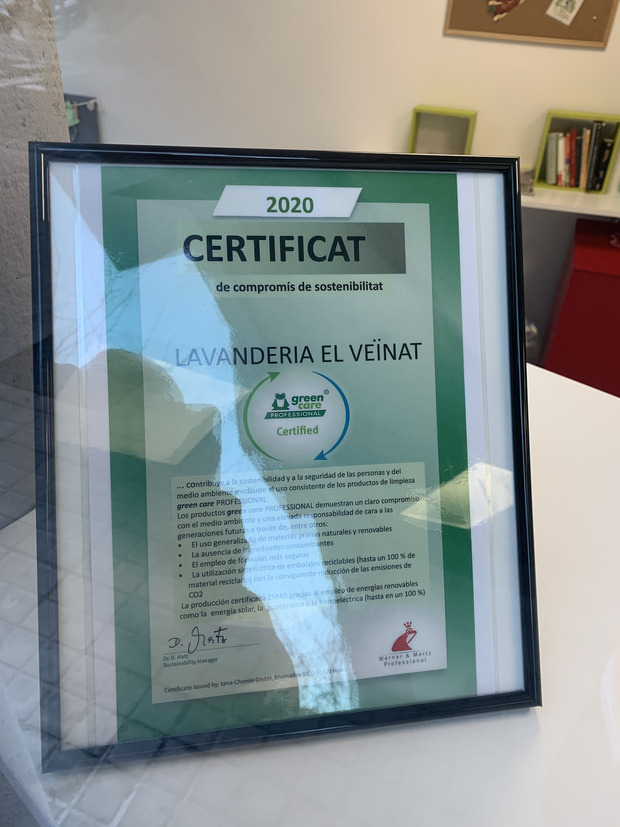 2020
CERTIFICAT
de compromís de sostenibilitat
LAVANDERIA EL VEÏNAT
green®
care
PROFESSIONAL
Certified
... contribuye a la sostenibilidad y a la seguridad de las personas y del
medio ambiente mediante el uso consistente de los productos de limpieza
green care PROFESSIONAL.
Los productos green care PROFESSIONAL demuestran un claro compromiso
con el medio ambiente y una elevada responsabilidad de cara a las
generaciones futuras a través de, entre otros:
• El uso generalizado de materias primas naturales y renovables
• La ausencia de ingredientes contaminantes
• El empleo de fórmulas más seguras
• La utilización sistemática de embalajes reciclables (hasta un 100 % de
material reciclado) con la consiguiente reducción de las emisiones de
CO2
La producción certificada EMAS gracias al empleo de energías renovables
como la energía solar, la geotérmica o la hidroeléctrica (hasta en un 100 %)
Sustainability Manager
Werner & Mertz
Professional
Certificate issued by: tana-Chemie GmbH,